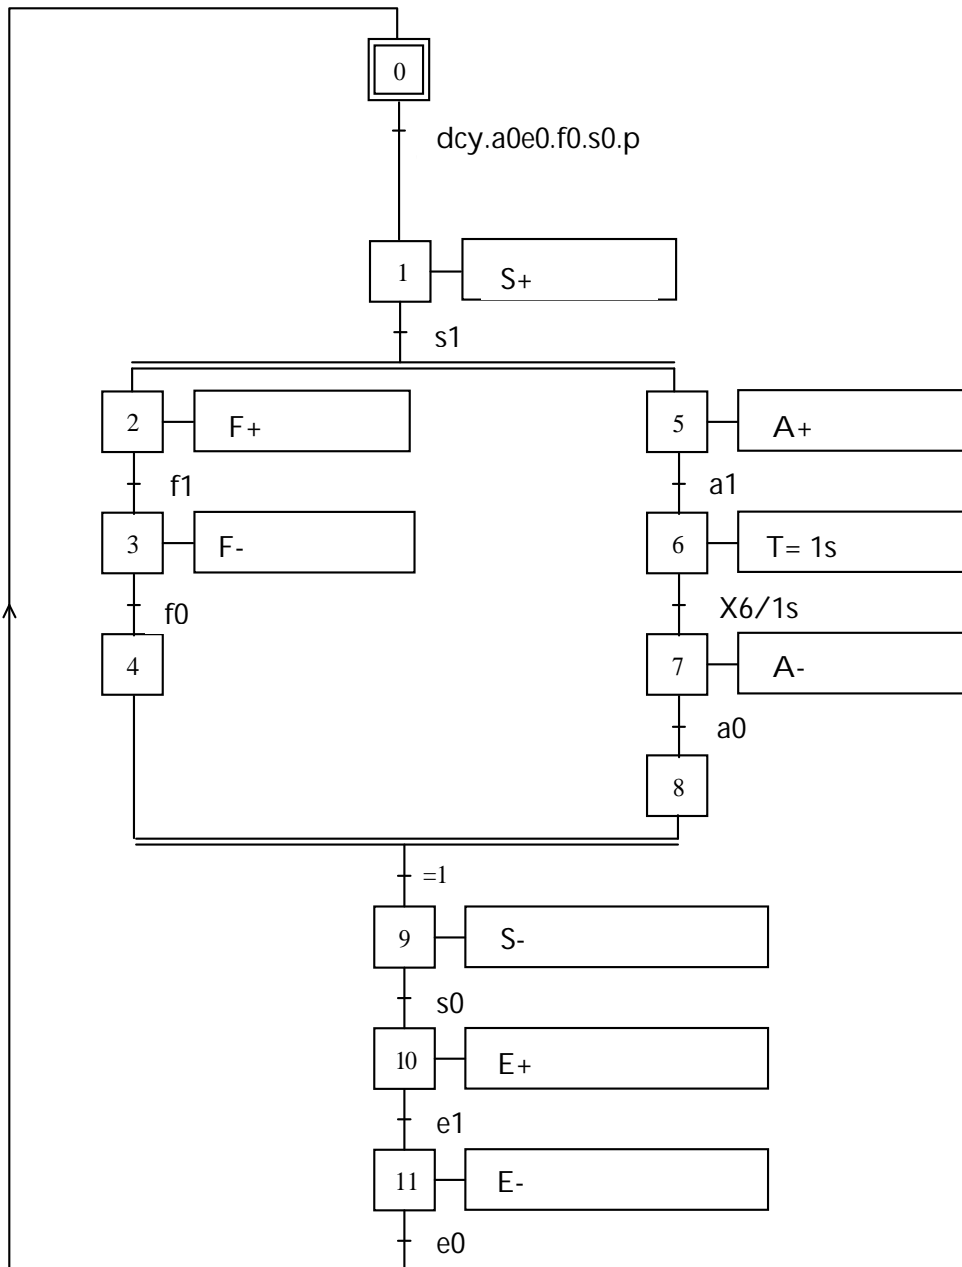 0
dcy.a0e0.f0.s0.p
1
S+
s1
2
F+
5
A+
f1
a1
3
F-
6
T= 1s
f0
X6/1s
4
7
A-
a0
8
=1
9
S-
s0
10
E+
e1
11
E-
e0